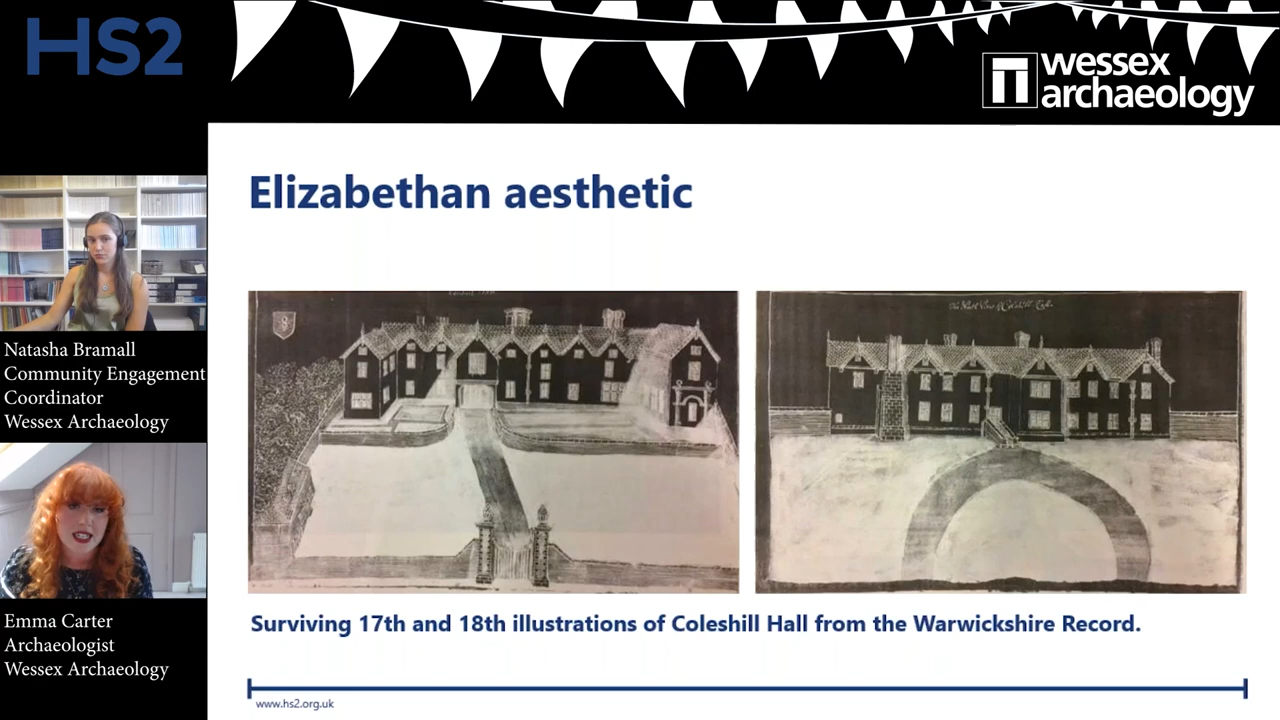 HS2
wessex
archaeology
Elizabethan aesthetic
Natasha Bramall
Community Engagement
Coordinator
Wessex Archaeology
Emma Carter
Archaeologist
Wessex Archaeology
Surviving 17th and 18th illustrations of Coleshill Hall from the Warwickshire Record.
www.hs2.org.uk